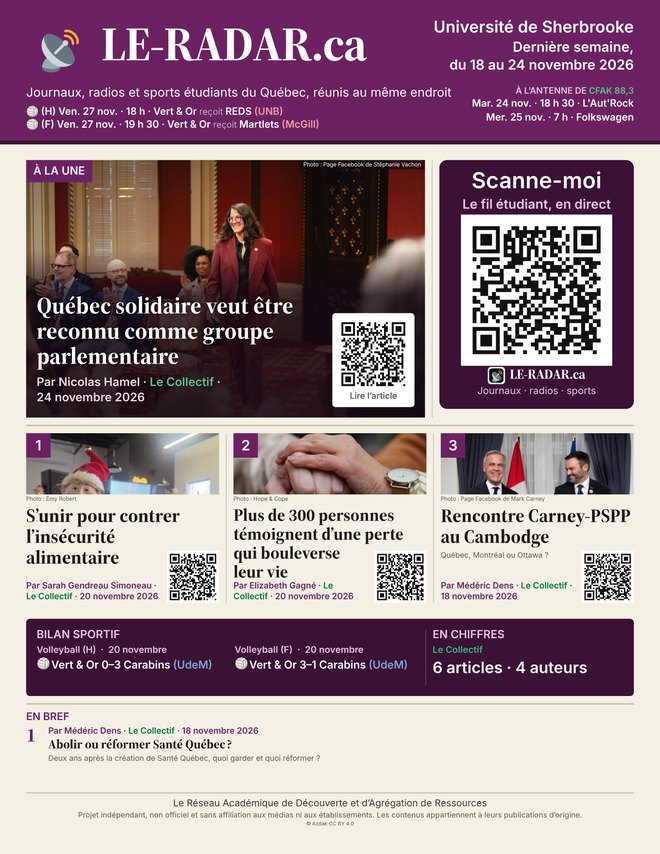 LE-RADAR.ca
Université de Sherbrooke
Dernière semaine,
du 18 au 24 novembre 2026
Journaux, radios et sports étudiants du Québec, réunis au même endroit
(H) Ven. 27 nov. · 18 h · Vert & Or reçoit REDS (UNB)
(F) Ven. 27 nov. · 19 h 30 · Vert & Or reçoit Martlets (McGill)
À L'ANTENNE DE CFAK 88,3
Mar. 24 nov. · 18 h 30 · L'Aut'Rock
Mer. 25 nov. · 7 h · Folkswagen
À LA UNE
Photo : Page Facebook de Stéphanie Vachon
Québec solidaire veut être
reconnu comme groupe
parlementaire
Par Nicolas Hamel · Le Collectif ·
24 novembre 2026
Lire l'article
Scanne-moi
Le fil étudiant, en direct
LE-RADAR.ca
Journaux · radios · sports
1
Photo : Émy Robert
S'unir pour contrer
l'insécurité
alimentaire
Par Sarah Gendreau Simoneau ·
Le Collectif · 20 novembre 2026
2
Photo : Hope & Cope
Plus de 300 personnes
témoignent d'une perte
qui bouleverse
leur vie
Par Elizabeth Gagné · Le
Collectif · 20 novembre 2026
3
Photo : Page Facebook de Mark Carney
Rencontre Carney-PSPP
au Cambodge
Québec, Montréal ou Ottawa ?
Par Médéric Dens · Le Collectif ·
18 novembre 2026
BILAN SPORTIF
Volleyball (H) · 20 novembre
Vert & Or 0–3 Carabins (UdeM)
Volleyball (F) · 20 novembre
Vert & Or 3–1 Carabins (UdeM)
EN CHIFFRES
Le Collectif
6 articles · 4 auteurs
EN BREF
1
Par Médéric Dens · Le Collectif · 18 novembre 2026
Abolir ou réformer Santé Québec ?
Deux ans après la création de Santé Québec, quoi garder et quoi réformer ?
Le Réseau Académique de Découverte et d'Agrégation de Ressources
Projet indépendant, non officiel et sans affiliation aux médias ni aux établissements. Les contenus appartiennent à leurs publications d'origine.
© Azdak CC BY 4.0